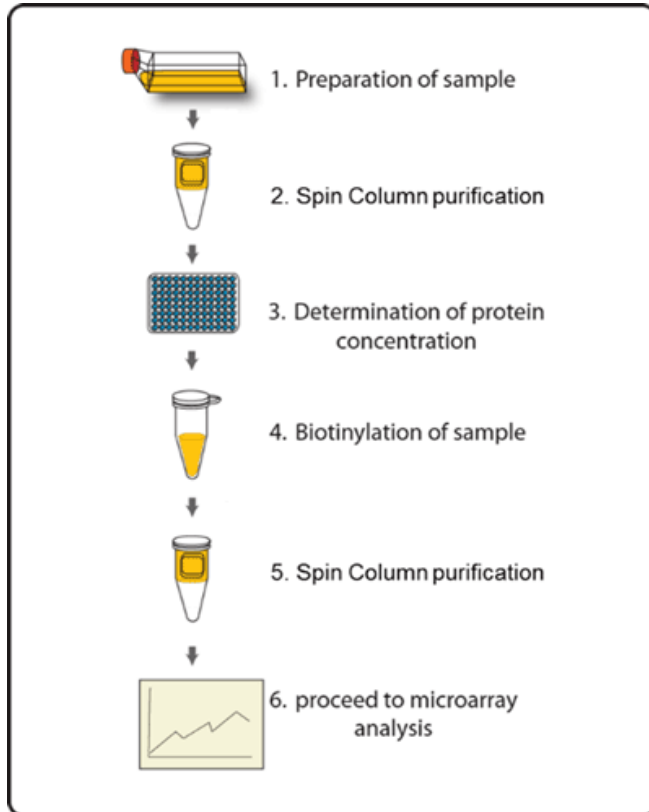 1. Preparation of sample
2. Spin Column purification
3. Determination of protein
concentration
4. Biotinylation of sample
5. Spin Column purification
6. proceed to microarray
analysis